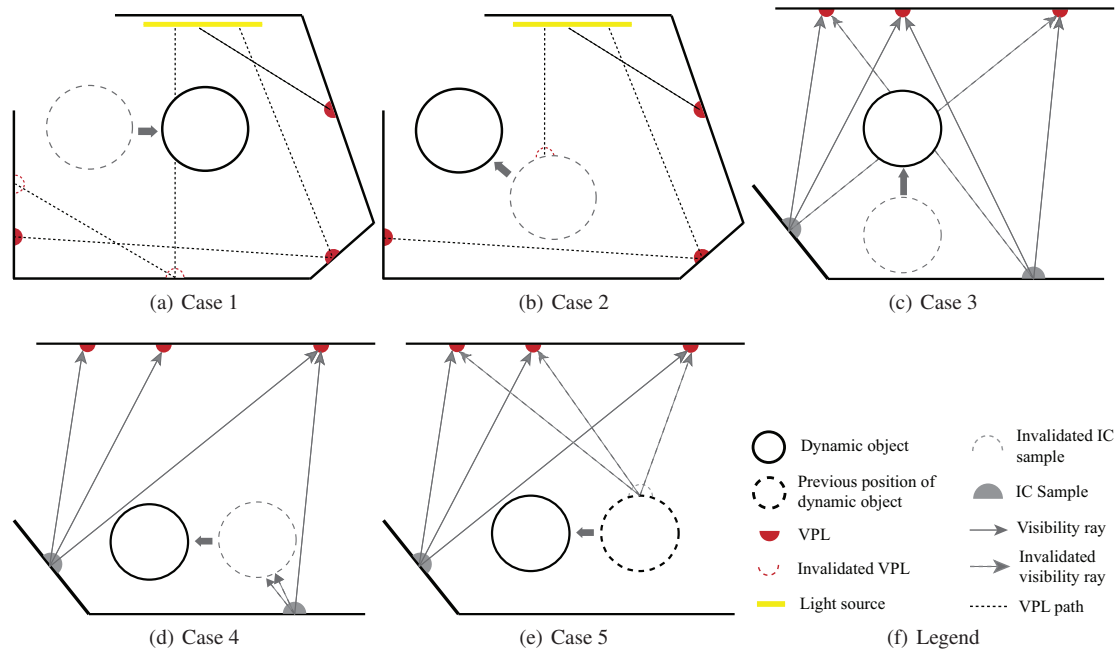 (a) Case 1
(b) Case 2
(c) Case 3
(d) Case 4
(e) Case 5
Dynamic object
Previous position of
dynamic object
VPL
Invalidated VPL
Light source
Invalidated IC
sample
IC Sample
Visibility ray
Invalidated
visibility ray
VPL path
(f) Legend